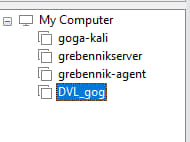 My Computer
goga-kali
grebennikserver
grebennik-agent
DVL_gog